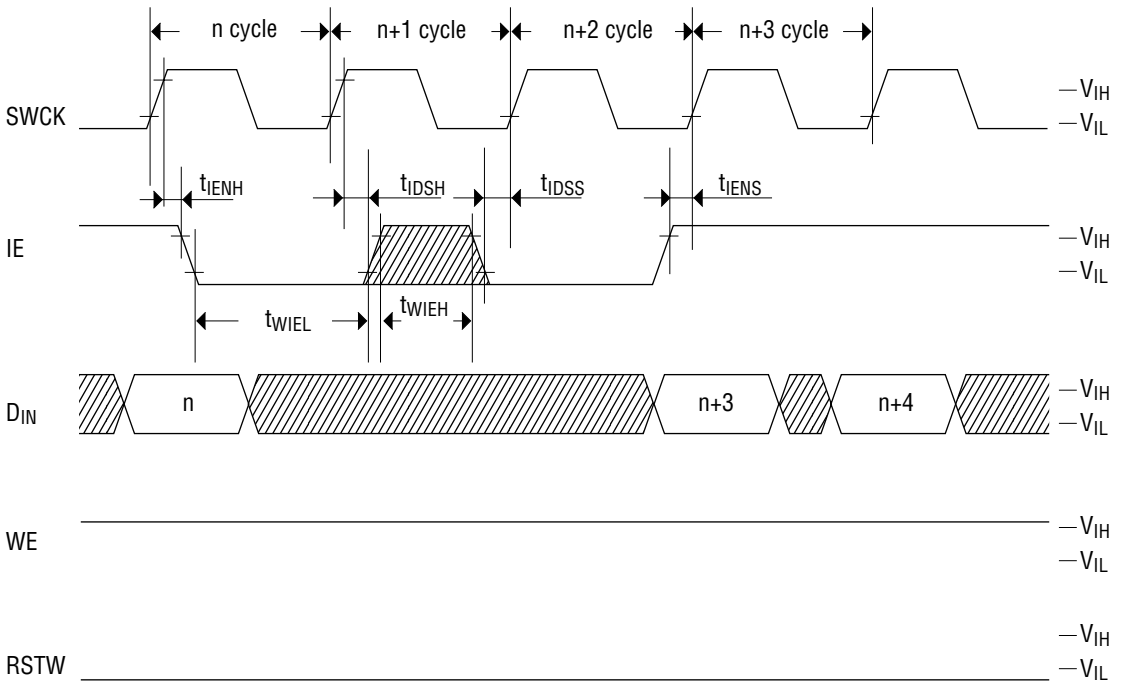 n cycle n+1 cycle n+2 cycle n+3 cycle
SWCK
VIH
VIL
tIENH tIDSH tIDSS tIENS
IE
VIH
VIL
tWIEL tWIEH
DIN
n n+3 n+4
VIH
VIL
WE
VIH
VIL
RSTW
VIH
VIL